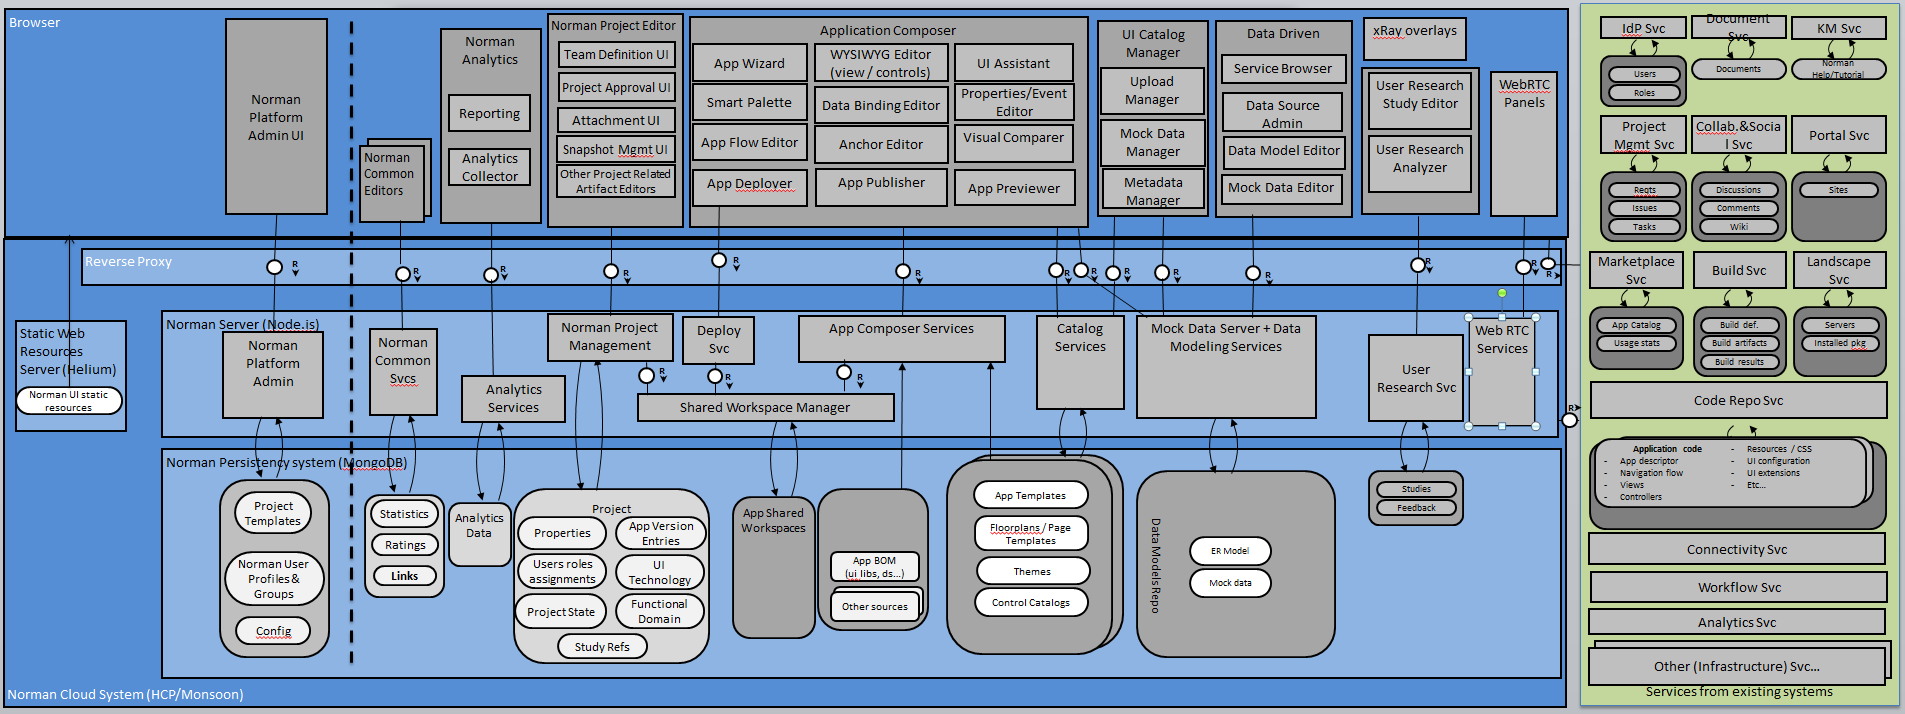 Browser
Norman
Platform
Admin UI
Norman
Common
Editors
Norman
Analytics
Reporting
Analytics
Collector
Norman Project Editor
Team Definition UI
Project Approval UI
Attachment UI
Snapshot Mgmt UI
Other Project Related
Artifact Editors
Application Composer
App Wizard
Smart Palette
App Flow Editor
App Deployer
WYSIWYG Editor
(view / controls)
Data Binding Editor
Anchor Editor
App Publisher
UI Assistant
Properties/Event
Editor
Visual Comparer
App Previewer
UI Catalog
Manager
Upload
Manager
Mock Data
Manager
Metadata
Manager
Data Driven
Service Browser
Data Source
Admin
Data Model Editor
Mock Data Editor
xRay overlays
User Research
Study Editor
User Research
Analyzer
WebRTC
Panels
Reverse Proxy
R
R
R
R
R
R
R
R
R
R
R
R
R
Static Web
Resources
Server (Helium)
Norman UI static
resources
Norman Server (Node.js)
Norman
Platform
Admin
Norman
Common
Svcs
Analytics
Services
Norman Project
Management
Deploy
Svc
App Composer Services
R
R
R
Shared Workspace Manager
Catalog
Services
Mock Data Server + Data
Modeling Services
User
Research Svc
Web RTC
Services
R
Norman Persistency system (MongoDB)
Project
Templates
Norman User
Profiles &
Groups
Config
Statistics
Ratings
Links
Analytics
Data
Project
Properties
Users roles
assignments
Project State
App Version
Entries
UI
Technology
Functional
Domain
Study Refs
App Shared
Workspaces
App BOM
(ui libs, ds...)
Other sources
App Templates
Floorplans / Page
Templates
Themes
Control Catalogs
Data Models Repo
ER Model
Mock data
Studies
Feedback
Norman Cloud System (HCP/Monsoon)
IdP Svc
Users
Roles
Document
Svc
Documents
KM Svc
Norman
Help/Tutorial
Project
Mgmt Svc
Reqts
Issues
Tasks
Collab.&Socia
l Svc
Discussions
Comments
Wiki
Portal Svc
Sites
Marketplace
Svc
App Catalog
Usage stats
Build Svc
Build def.
Build artifacts
Build results
Landscape
Svc
Servers
Installed pkg
Code Repo Svc
Application code
- App descriptor
- Navigation flow
- Views
- Controllers
- Resources / CSS
- UI configuration
- UI extensions
- Etc...
Connectivity Svc
Workflow Svc
Analytics Svc
Other (Infrastructure) Svc...
Services from existing systems